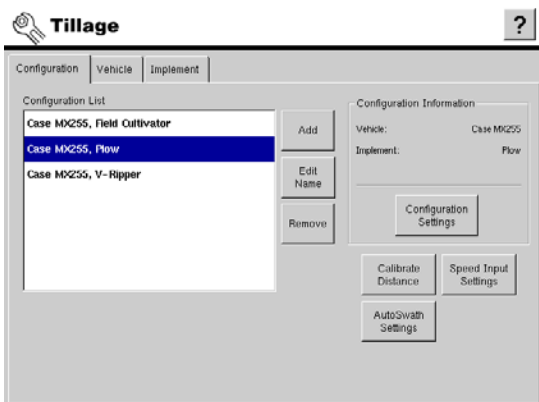 Tillage
?
Configuration
Vehicle
Implement
Configuration List
Case MX255, Field Cultivator
Case MX255, Plow
Case MX255, V-Ripper
Add
Edit
Name
Remove
Configuration Information
Vehicle: Case MX255
Implement: Plow
Configuration
Settings
Calibrate
Distance
Speed Input
Settings
AutoSwath
Settings